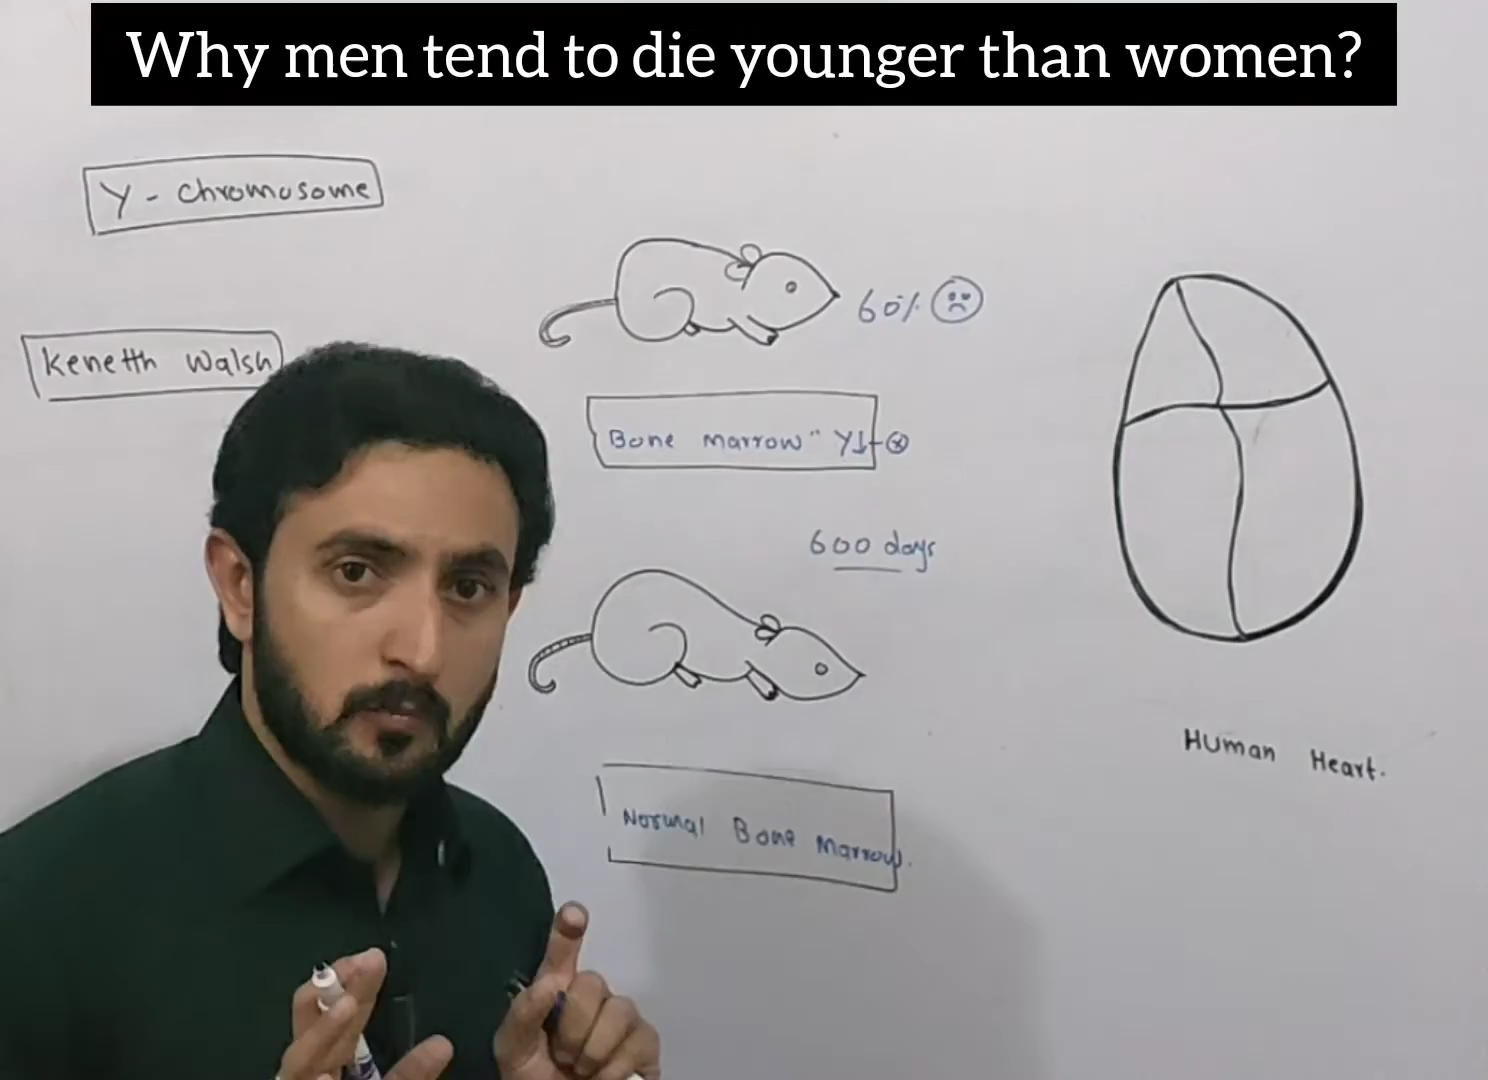 Why men tend to die younger than women?
Y - chromosome
60%
Kenetth Walsh
Bone marrow
600 days
Human Heart.
Normal Bone Marrow.